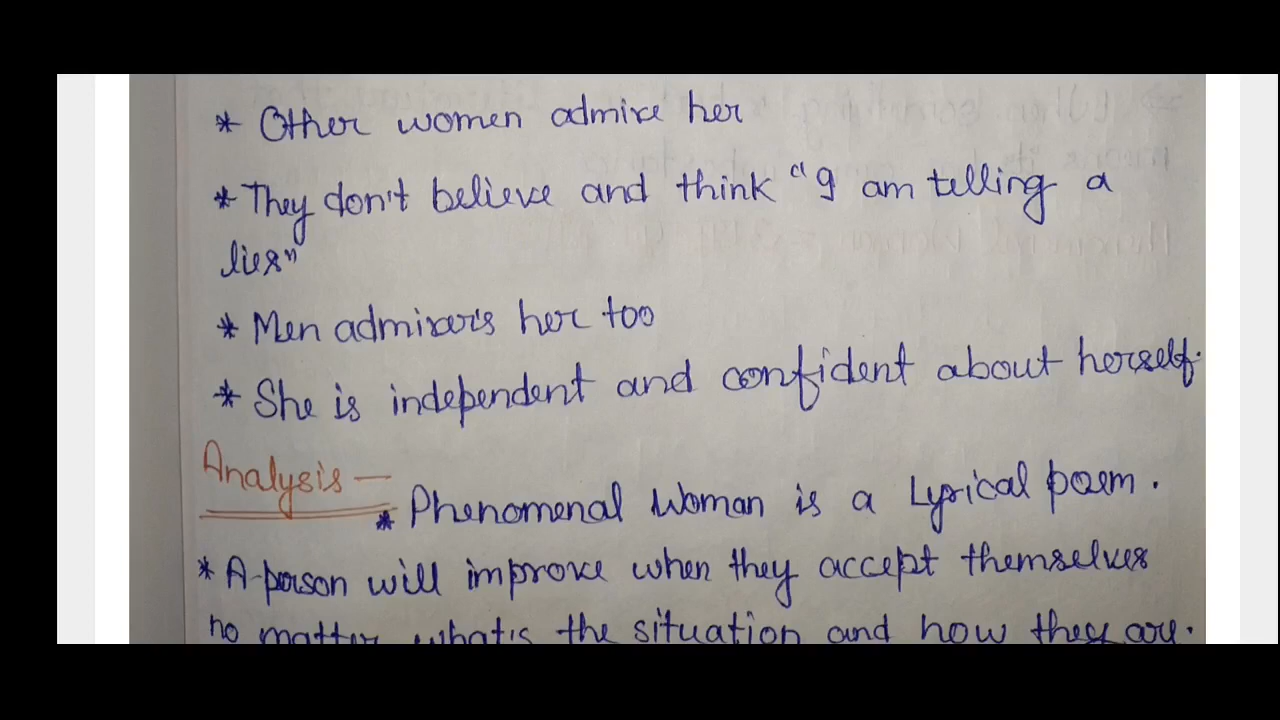 * Other women admire her
* They don't believe and think "I am telling a
lies"
* Men admirer's her too
* She is independent and confident about herself.
Analysis —
* Phenomenal Woman is a Lyrical poem.
* A person will improve when they accept themselves
no matter what's the situation and how they are.